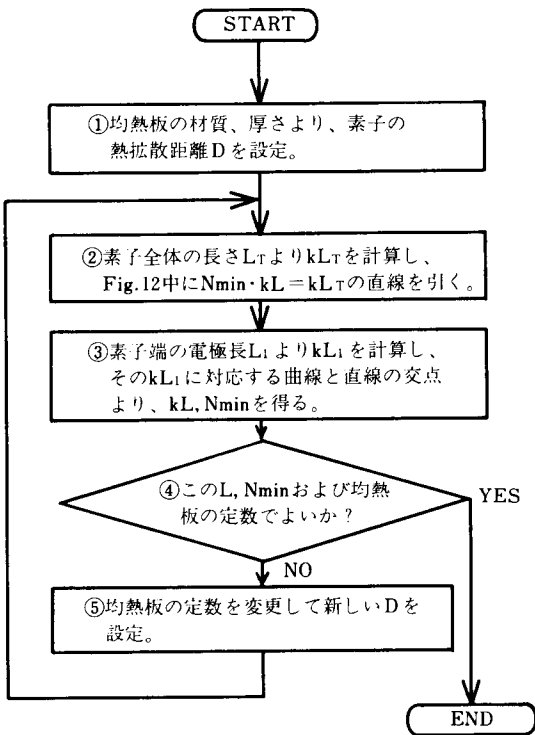 START
①均熱板の材質、厚さより、素子の
熱拡散距離Dを設定。
②素子全体の長さLTよりkLTを計算し、
Fig.12中にNmin·kL=kLTの直線を引く。
③素子端の電極長L1よりkL1を計算し、
そのkL1に対応する曲線と直線の交点
より、kL, Nminを得る。
④このL, Nminおよび均熱
板の定数でよいか?
YES
NO
⑤均熱板の定数を変更して新しいDを
設定。
END